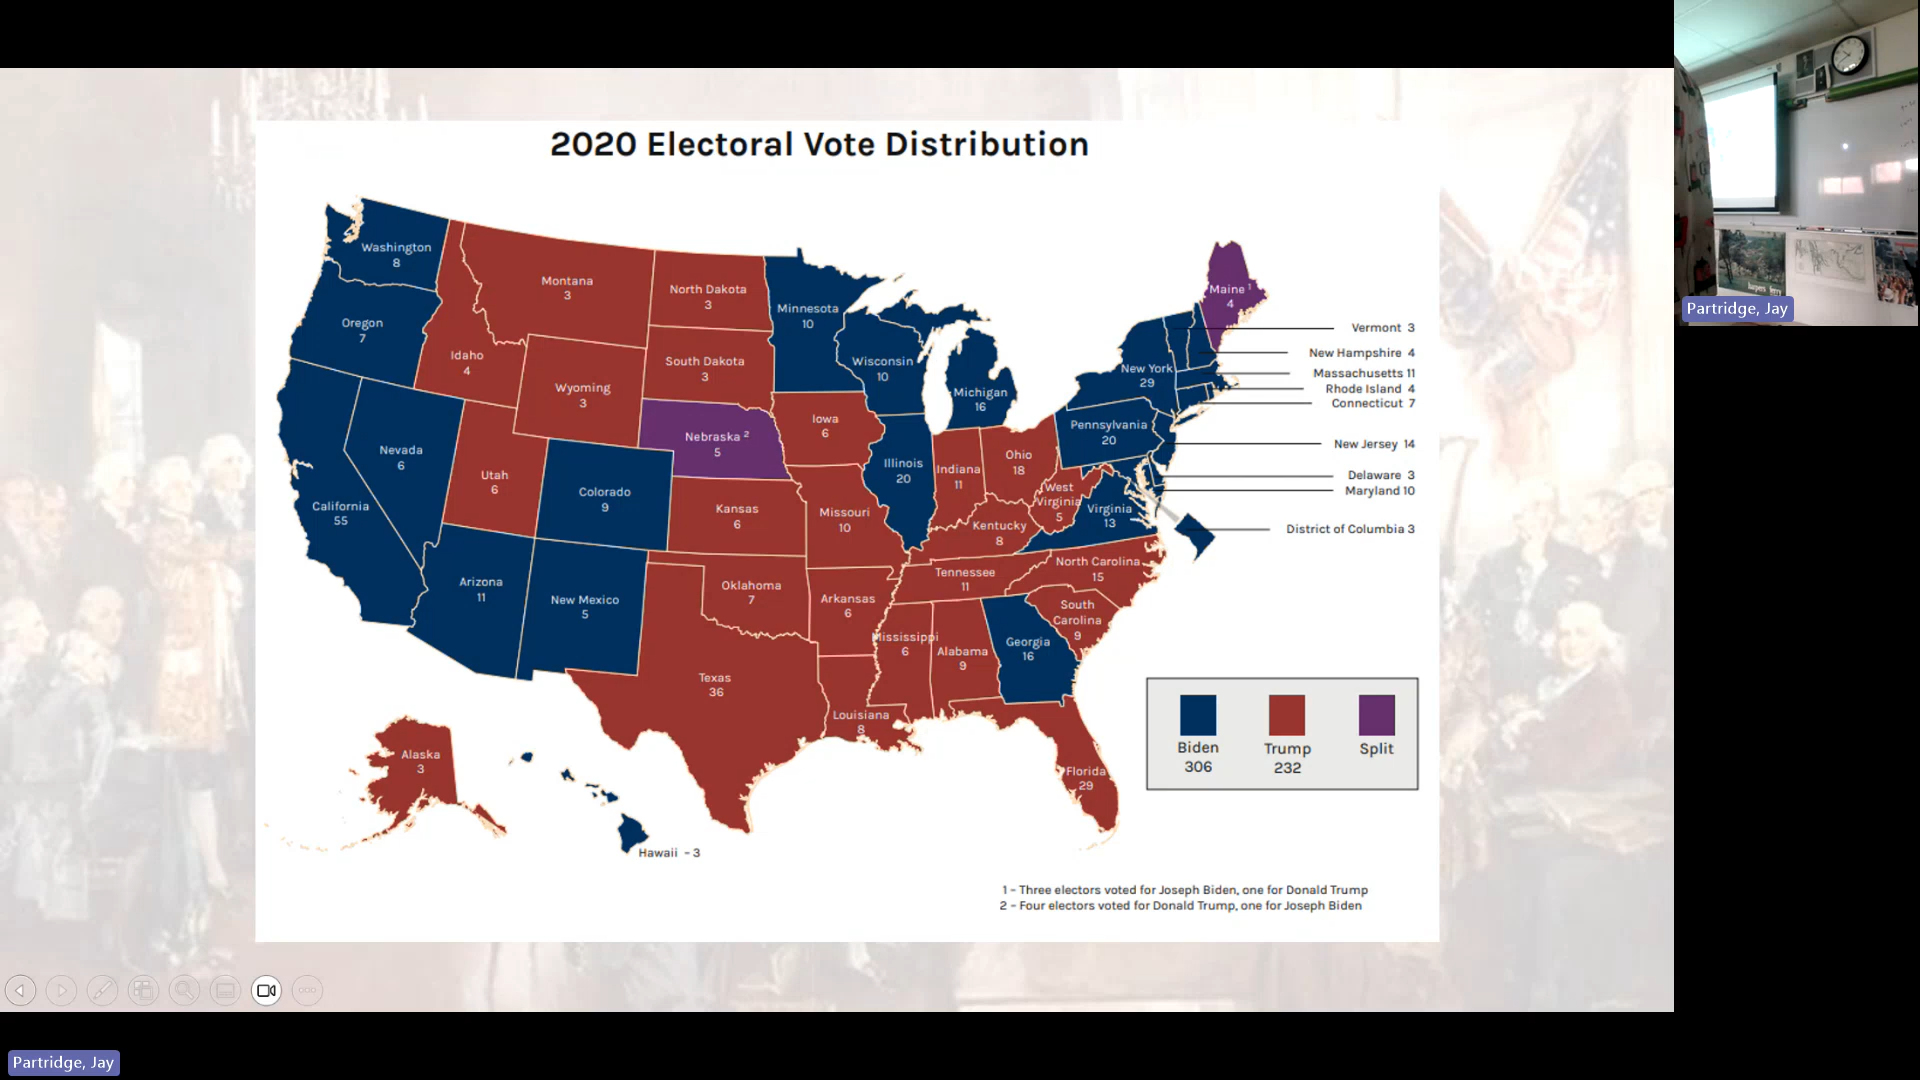 2020 Electoral Vote Distribution
Washington
8
Oregon
7
Idaho
4
Montana
3
North Dakota
3
South Dakota
3
Wyoming
3
Minnesota
10
Wisconsin
10
Michigan
16
Maine 1
4
Vermont 3
New Hampshire 4
Massachusetts 11
Rhode Island 4
Connecticut 7
New York
29
Pennsylvania
20
New Jersey 14
Delaware 3
Maryland 10
District of Columbia 3
Nevada
6
Utah
6
Colorado
9
California
55
Nebraska 2
5
Iowa
6
Illinois
20
Indiana
11
Ohio
18
West
Virginia
5
Virginia
13
Kansas
6
Missouri
10
Kentucky
8
Arizona
11
New Mexico
5
Oklahoma
7
Arkansas
6
Tennessee
11
North Carolina
15
South
Carolina
9
Mississippi
6
Alabama
9
Georgia
16
Texas
36
Louisiana
8
Florida
29
Alaska
3
Hawaii - 3
Biden
306
Trump
232
Split
1 - Three electors voted for Joseph Biden, one for Donald Trump
2 - Four electors voted for Donald Trump, one for Joseph Biden
harpers ferry
Partridge, Jay
Partridge, Jay